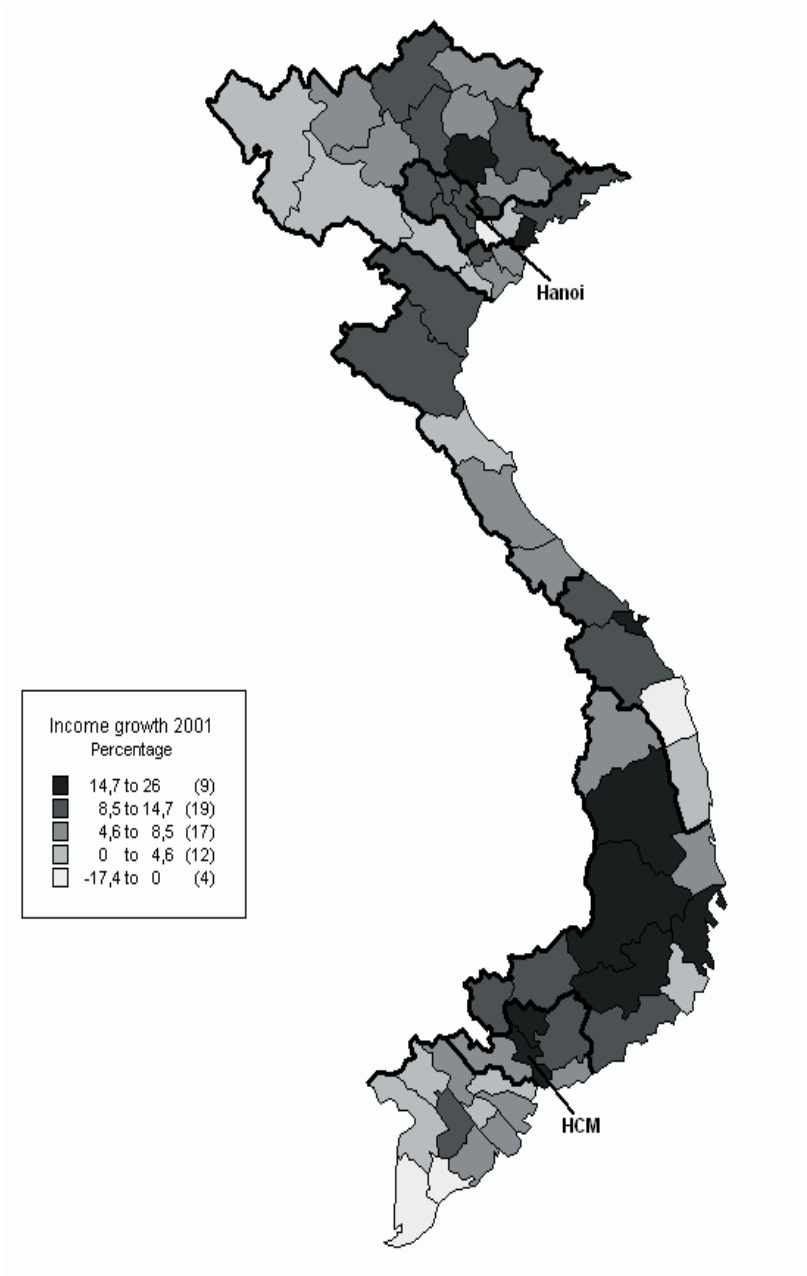 Hanoi
Income growth 2001
Percentage
14,7 to 26 (9)
8,5 to 14,7 (19)
4,6 to 8,5 (17)
0 to 4,6 (12)
-17,4 to 0 (4)
HCM